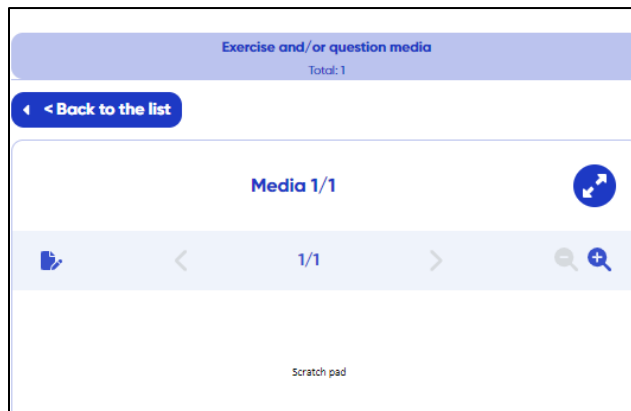 Exercise and/or question media
Total: 1
< Back to the list
Media 1/1
1/1
Scratch pad